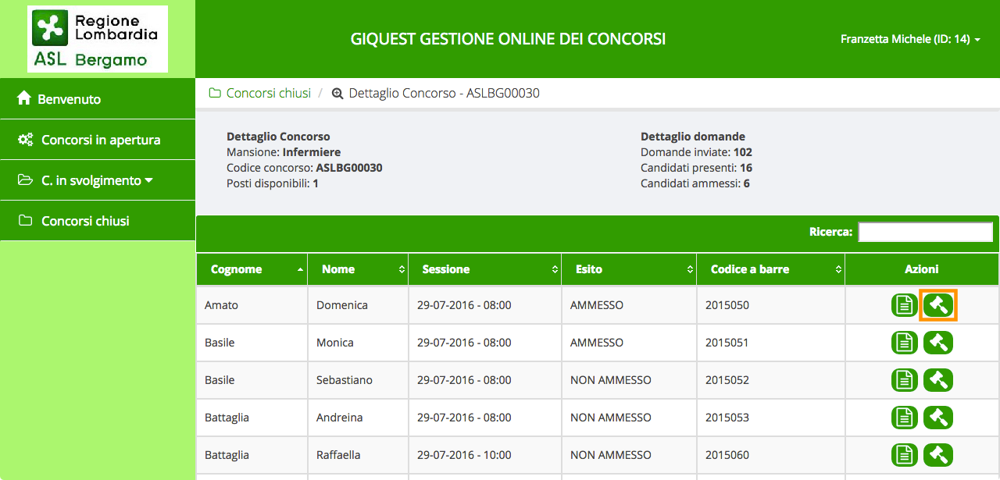 Regione
Lombardia
ASL Bergamo
GIQUEST GESTIONE ONLINE DEI CONCORSI
Franzetta Michele (ID: 14)
Benvenuto
Concorsi in apertura
C. in svolgimento
Concorsi chiusi
Concorsi chiusi / Dettaglio Concorso - ASLBG00030
Dettaglio Concorso
Mansione: Infermiere
Codice concorso: ASLBG00030
Posti disponibili: 1
Dettaglio domande
Domande inviate: 102
Candidati presenti: 16
Candidati ammessi: 6
Ricerca:
Cognome Nome Sessione Esito Codice a barre Azioni
Amato Domenica 29-07-2016 - 08:00 AMMESSO 2015050
Basile Monica 29-07-2016 - 08:00 AMMESSO 2015051
Basile Sebastiano 29-07-2016 - 08:00 NON AMMESSO 2015052
Battaglia Andreina 29-07-2016 - 08:00 NON AMMESSO 2015053
Battaglia Raffaella 29-07-2016 - 10:00 NON AMMESSO 2015060